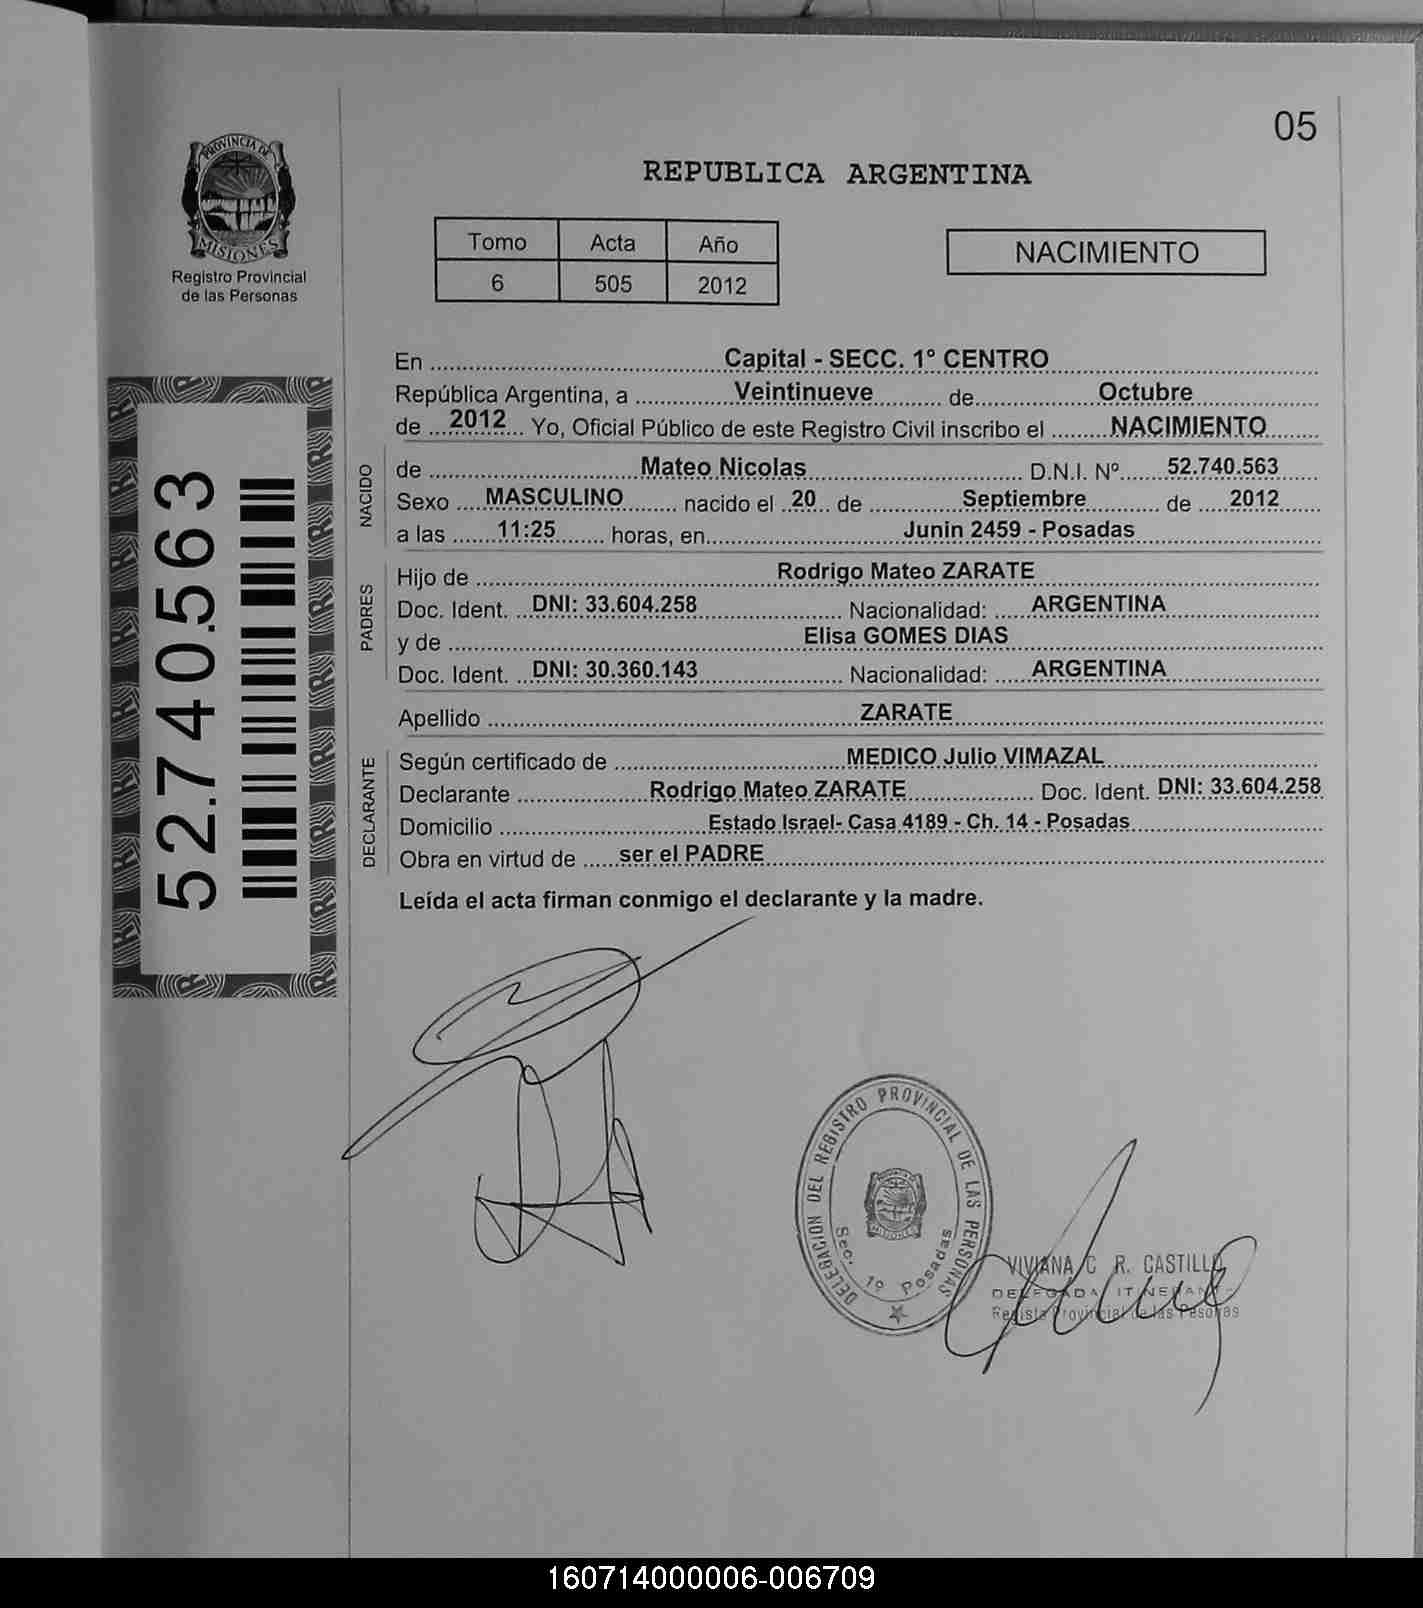 05
PROVINCIA DE
MISIONES
Registro Provincial
de las Personas
REPUBLICA ARGENTINA
Tomo Acta Año
6 505 2012
NACIMIENTO
En Capital - SECC. 1° CENTRO
República Argentina, a Veintinueve de Octubre
de 2012 Yo, Oficial Público de este Registro Civil inscribo el NACIMIENTO
NACIDO
de Mateo Nicolas D.N.I. Nº 52.740.563
Sexo MASCULINO nacido el 20 de Septiembre de 2012
a las 11:25 horas, en Junin 2459 - Posadas
PADRES
Hijo de Rodrigo Mateo ZARATE
Doc. Ident. DNI: 33.604.258 Nacionalidad: ARGENTINA
y de Elisa GOMES DIAS
Doc. Ident. DNI: 30.360.143 Nacionalidad: ARGENTINA
Apellido ZARATE
DECLARANTE
Según certificado de MEDICO Julio VIMAZAL
Declarante Rodrigo Mateo ZARATE Doc. Ident. DNI: 33.604.258
Domicilio Estado Israel- Casa 4189 - Ch. 14 - Posadas
Obra en virtud de ser el PADRE
Leída el acta firman conmigo el declarante y la madre.
52.740.563
DELEGACION DEL REGISTRO PROVINCIAL DE LAS PERSONAS
Sec. 1º Posadas
MISIONES
VIVIANA C R. CASTILLO
DELEGADA ITINERANTE
Registro Provincial de las Pesonas
160714000006-006709